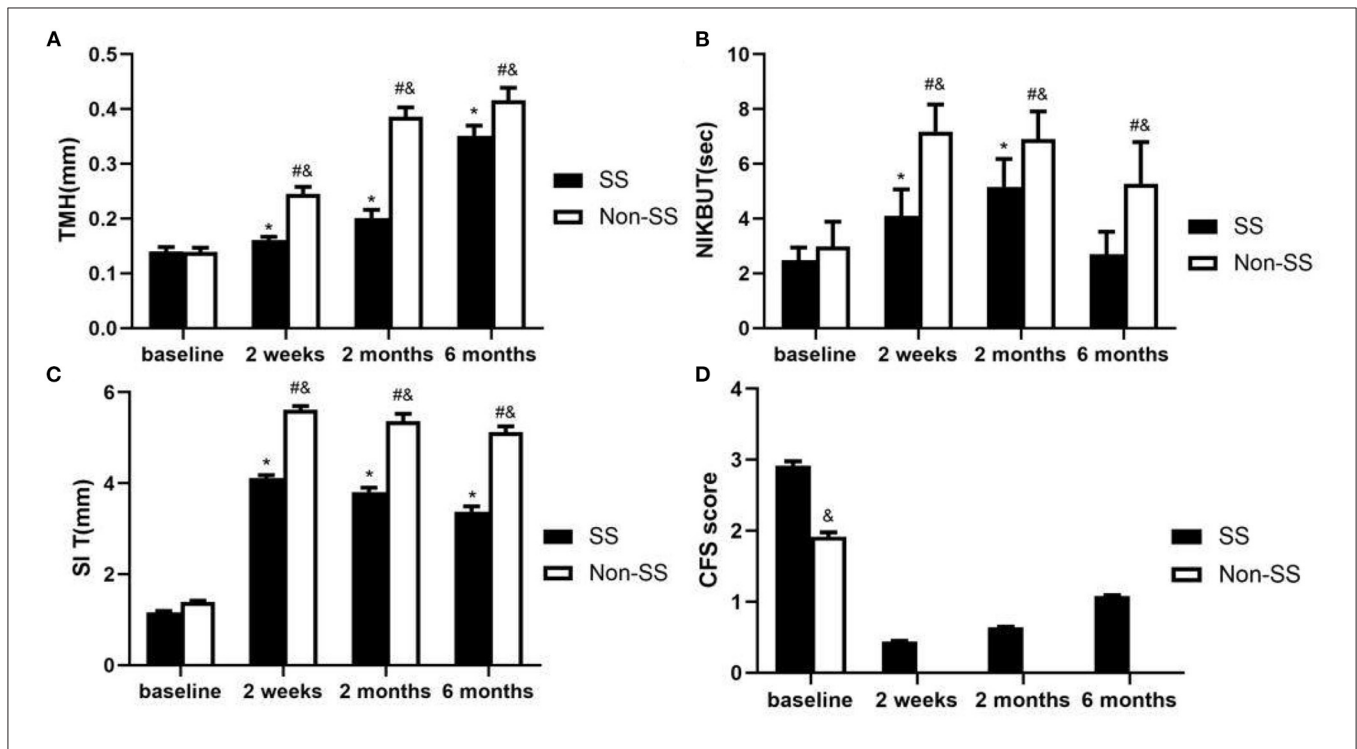 A
TMH(mm)
0.5
0.4
0.3
0.2
0.1
0.0
* #& * #& * #&
baseline 2 weeks 2 months 6 months
SS
Non-SS
B
NIKBUT(sec)
10
8
6
4
2
0
* #& * #& #&
baseline 2 weeks 2 months 6 months
SS
Non-SS
C
SI T(mm)
6
4
2
0
* #& * #& * #&
baseline 2 weeks 2 months 6 months
SS
Non-SS
D
CFS score
4
3
2
1
0
&
baseline 2 weeks 2 months 6 months
SS
Non-SS